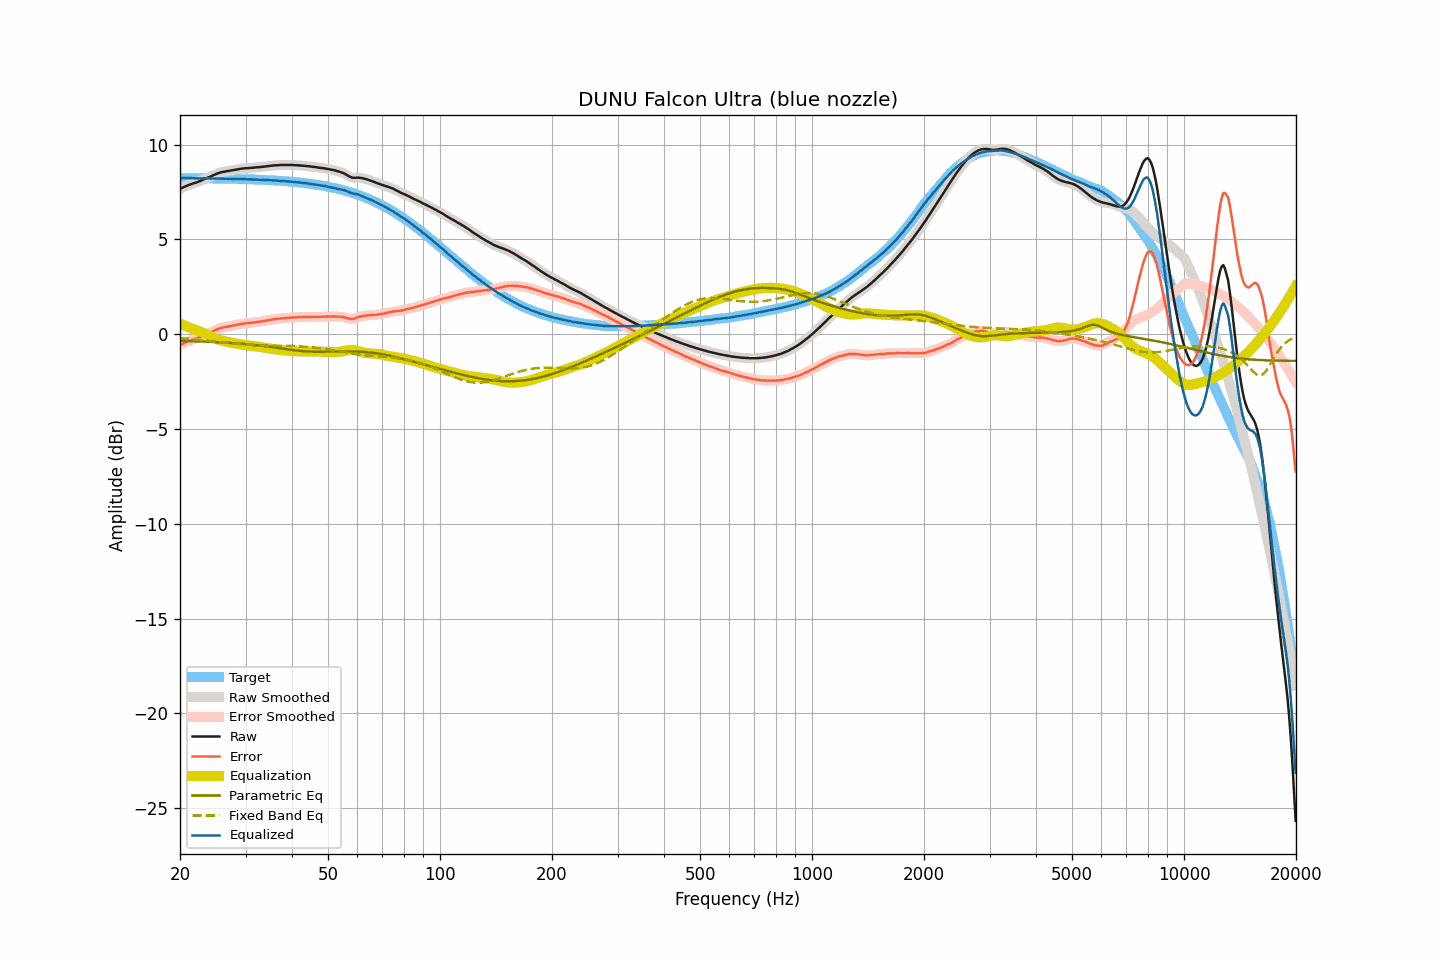 DUNU Falcon Ultra (blue nozzle)
10
5
0
−5
−10
−15
−20
−25
Amplitude (dBr)
Target
Raw Smoothed
Error Smoothed
Raw
Error
Equalization
Parametric Eq
Fixed Band Eq
Equalized
20 50 100 200 500 1000 2000 5000 10000 20000
Frequency (Hz)